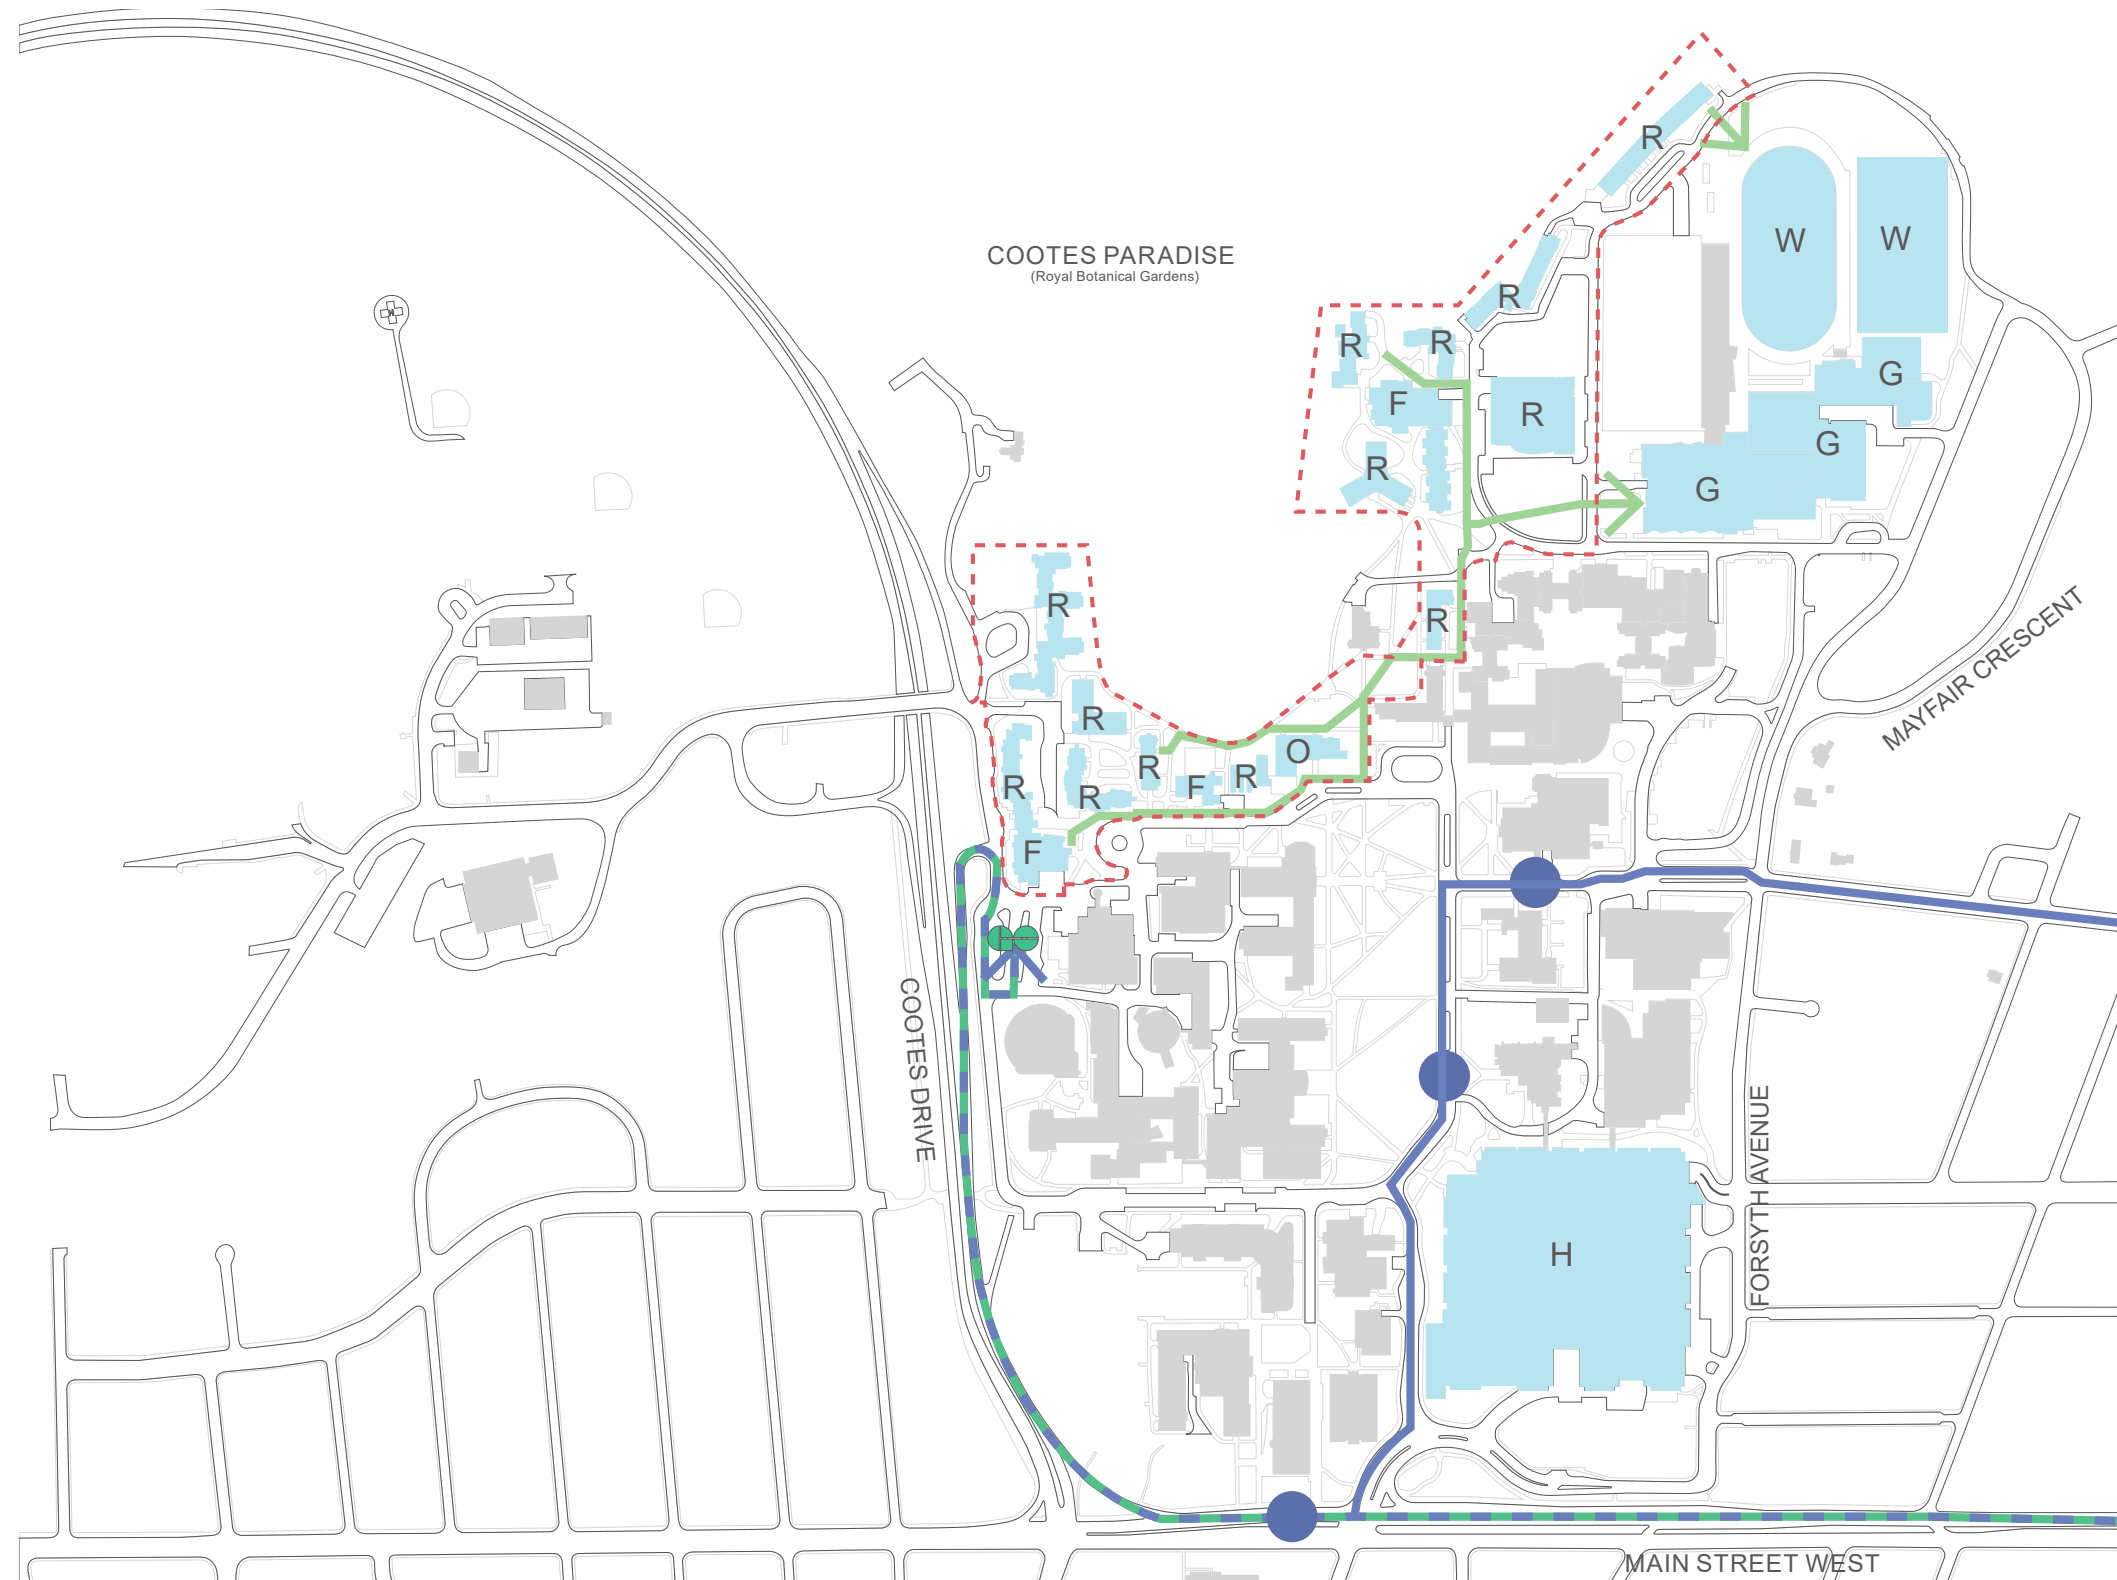 R
COOTES PARADISE
(Royal Botanical Gardens)
W
W
R
R
R
G
F
R
G
R
G
R
R
MAYFAIR CRESCENT
R
O
R
R
F
R
R
F
COOTES DRIVE
FORSYTH AVENUE
H
MAIN STREET WEST